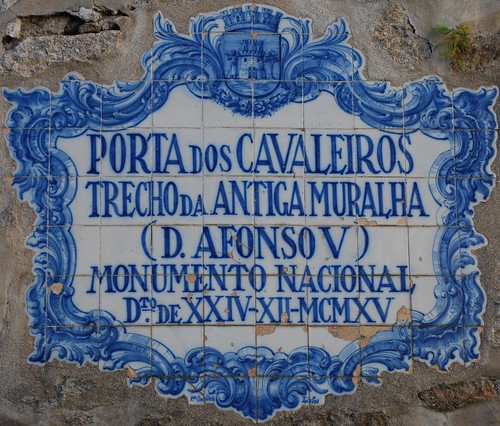 PORTA DOS CAVALEIROS
TRECHO DA ANTIGA MURALHA
(D. AFONSO V)
MONUMENTO NACIONAL
DTO. DE XXIV-XII-MCMXV